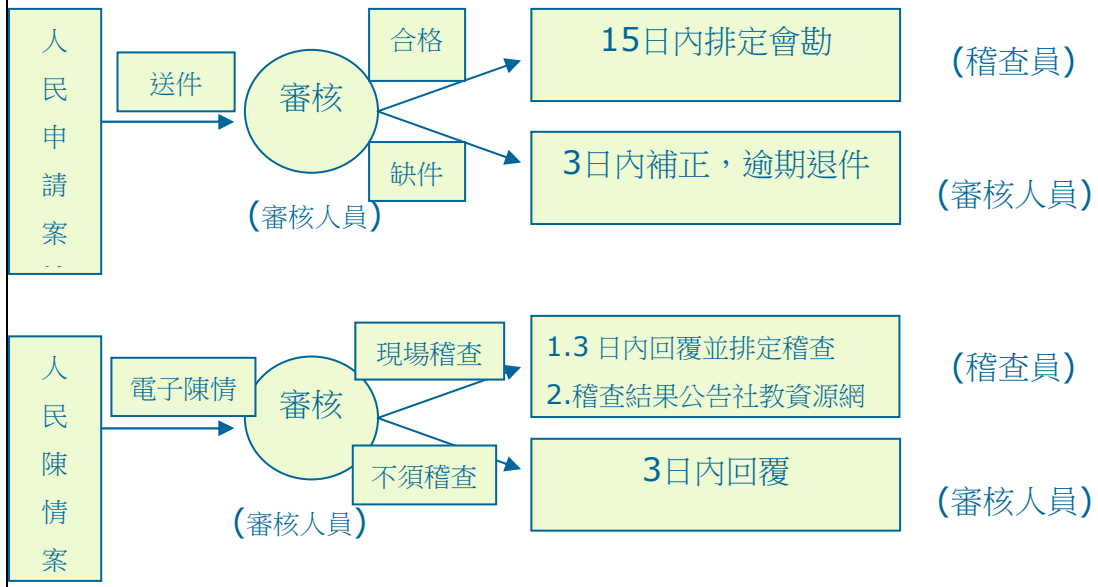 人民申請案
送件
審核
(審核人員)
合格
缺件
15日內排定會勘
(稽查員)
3日內補正，逾期退件
(審核人員)
人民陳情案
電子陳情
審核
(審核人員)
現場稽查
不須稽查
1.3 日內回覆並排定稽查
2.稽查結果公告社教資源網
(稽查員)
3日內回覆
(審核人員)